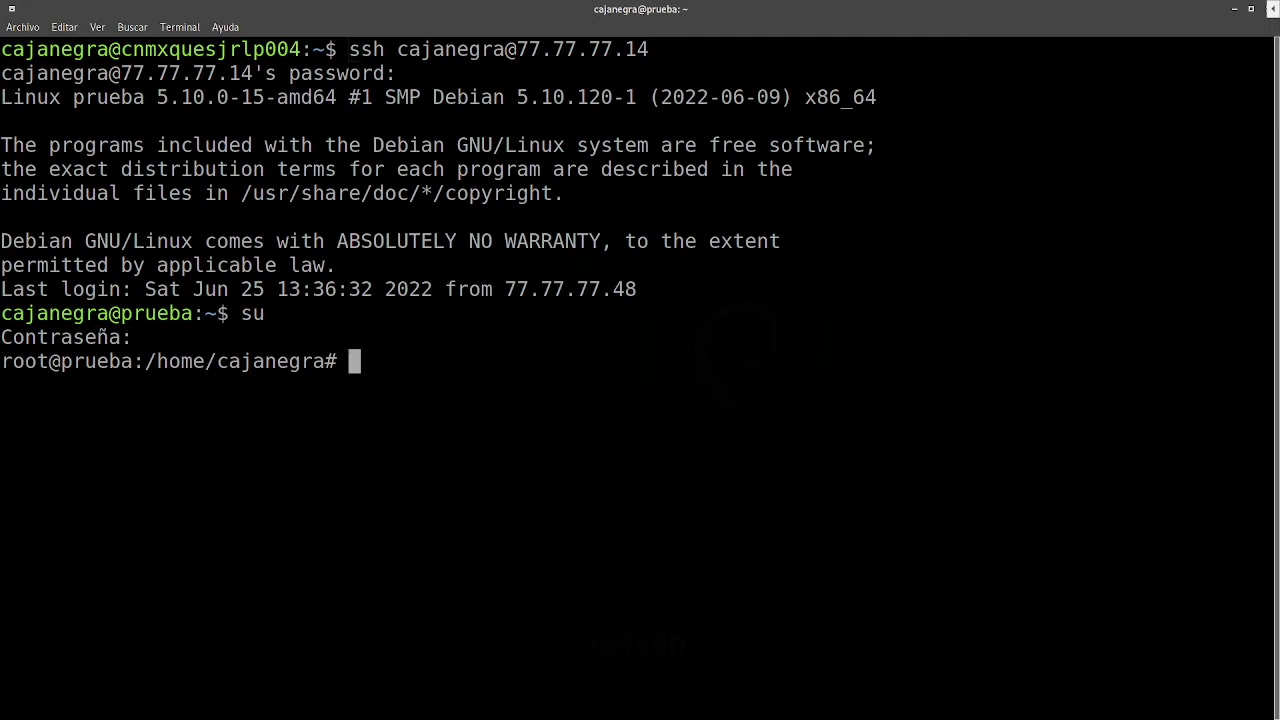 cajanegra@prueba: ~
Archivo Editar Ver Buscar Terminal Ayuda
cajanegra@cnmxquesjrlp004:~$ ssh cajanegra@77.77.77.14
cajanegra@77.77.77.14's password:
Linux prueba 5.10.0-15-amd64 #1 SMP Debian 5.10.120-1 (2022-06-09) x86_64
The programs included with the Debian GNU/Linux system are free software;
the exact distribution terms for each program are described in the
individual files in /usr/share/doc/*/copyright.
Debian GNU/Linux comes with ABSOLUTELY NO WARRANTY, to the extent
permitted by applicable law.
Last login: Sat Jun 25 13:36:32 2022 from 77.77.77.48
cajanegra@prueba:~$ su
Contraseña:
root@prueba:/home/cajanegra#